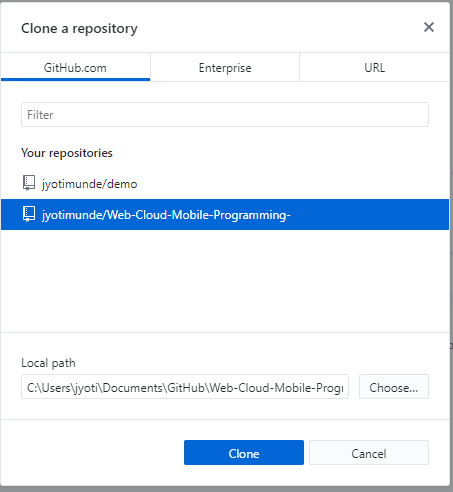 Clone a repository
GitHub.com Enterprise URL
Filter
Your repositories
jyotimunde/demo
jyotimunde/Web-Cloud-Mobile-Programming-
Local path
C:\Users\jyoti\Documents\GitHub\Web-Cloud-Mobile-Progr Choose...
Clone Cancel